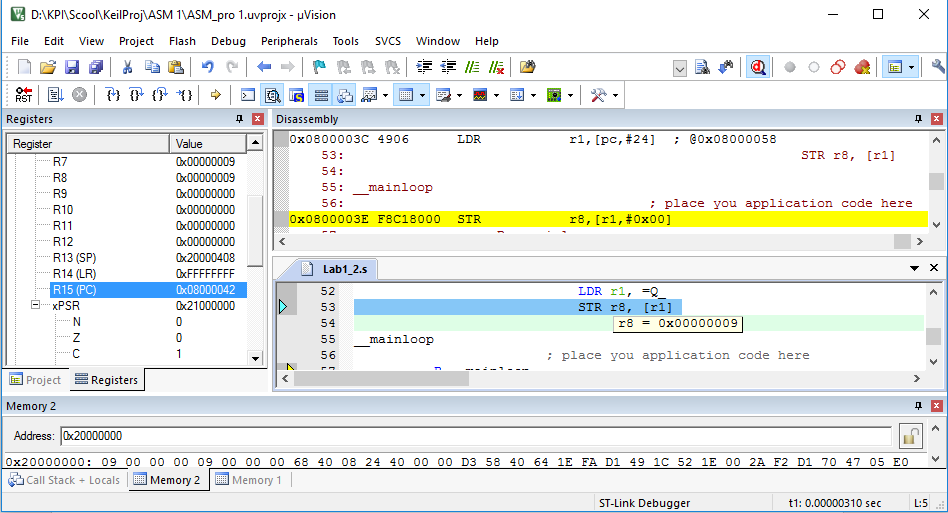 D:\KPI\Scool\KeilProj\ASM 1\ASM_pro 1.uvprojx - µVision
File Edit View Project Flash Debug Peripherals Tools SVCS Window Help
RST
Registers
Register Value
R7 0x00000009
R8 0x00000009
R9 0x00000000
R10 0x00000000
R11 0x00000000
R12 0x00000000
R13 (SP) 0x20000408
R14 (LR) 0xFFFFFFFF
R15 (PC) 0x08000042
xPSR 0x21000000
N 0
Z 0
C 1
Project Registers
Disassembly
0x0800003C 4906 LDR r1,[pc,#24] ; @0x08000058
53: STR r8, [r1]
54:
55: __mainloop
56: ; place you application code here
0x0800003E F8C18000 STR r8,[r1,#0x00]
Lab1_2.s
52 LDR r1, =Q_
53 STR r8, [r1]
54 r8 = 0x00000009
55 __mainloop
56 ; place you application code here
57 B __mainloop
Memory 2
Address: 0x20000000
0x20000000: 09 00 00 00 09 00 00 00 68 40 08 24 40 00 00 D3 58 40 64 1E FA D1 49 1C 52 1E 00 2A F2 D1 70 47 05 E0
Call Stack + Locals Memory 2 Memory 1
ST-Link Debugger t1: 0.00000310 sec L:5